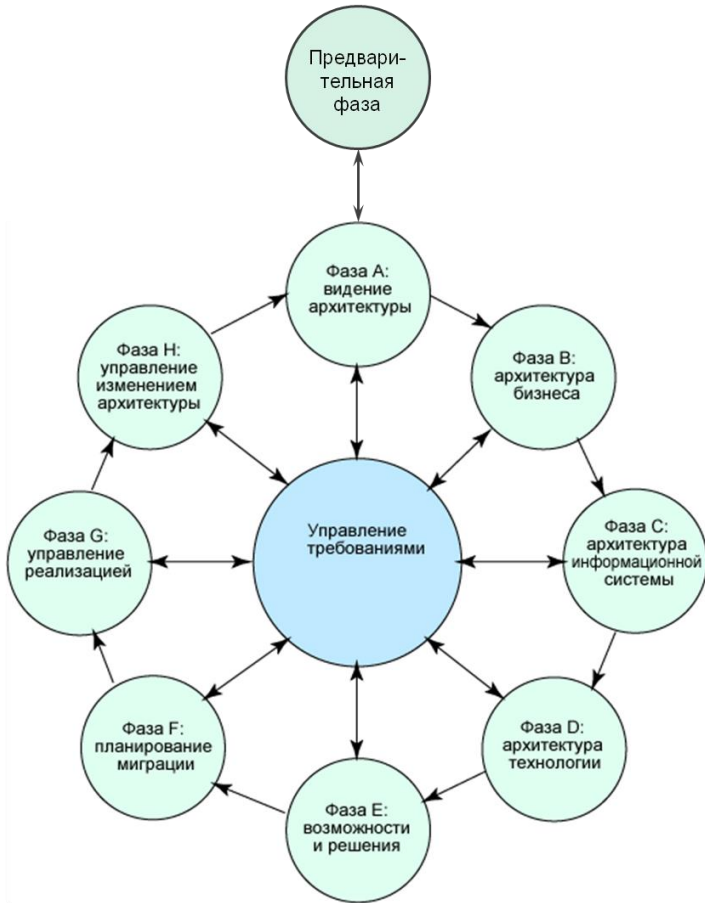 Предвари-
тельная
фаза
Фаза A:
видение
архитектуры
Фаза H:
управление
изменением
архитектуры
Фаза B:
архитектура
бизнеса
Управление
требованиями
Фаза G:
управление
реализацией
Фаза C:
архитектура
информационной
системы
Фаза F:
планирование
миграции
Фаза D:
архитектура
технологии
Фаза E:
возможности
и решения